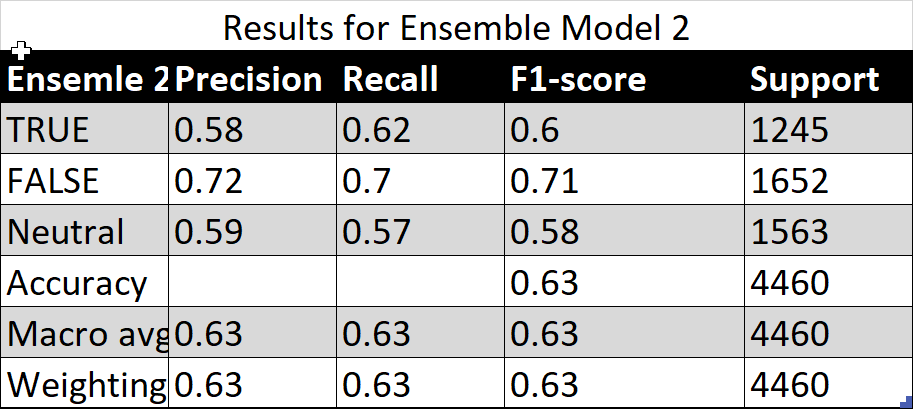 Results for Ensemble Model 2
Ensemle 2 Precision Recall F1-score Support
TRUE 0.58 0.62 0.6 1245
FALSE 0.72 0.7 0.71 1652
Neutral 0.59 0.57 0.58 1563
Accuracy 0.63 4460
Macro avg 0.63 0.63 0.63 4460
Weighting 0.63 0.63 0.63 4460